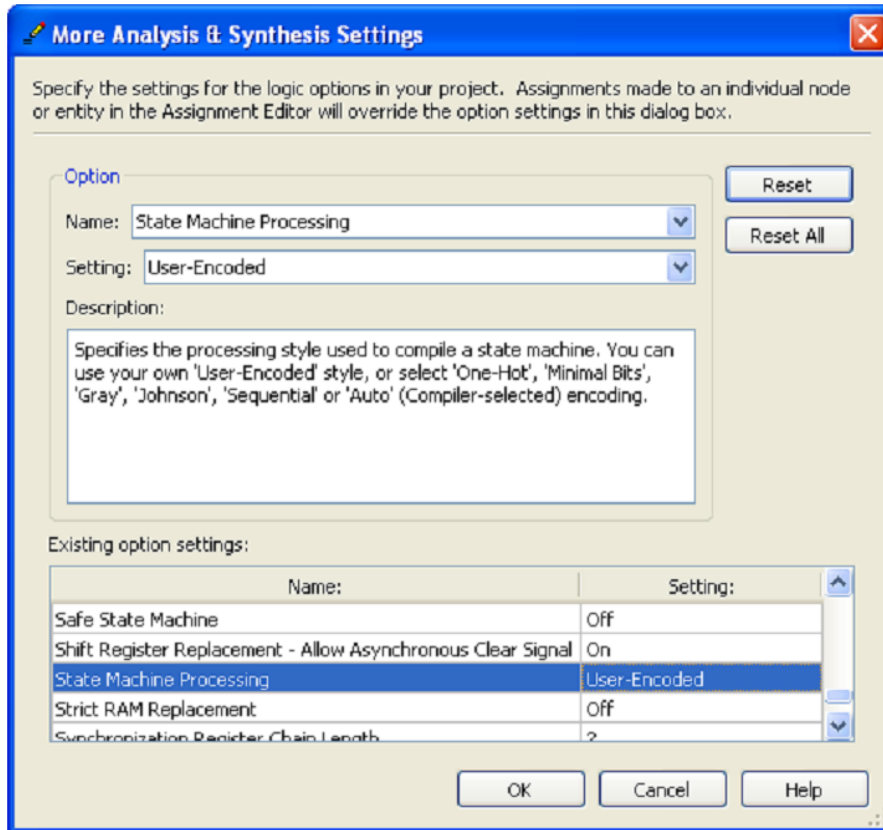 More Analysis & Synthesis Settings
Specify the settings for the logic options in your project. Assignments made to an individual node
or entity in the Assignment Editor will override the option settings in this dialog box.
Option
Name: State Machine Processing
Reset
Setting: User-Encoded
Reset All
Description:
Specifies the processing style used to compile a state machine. You can
use your own 'User-Encoded' style, or select 'One-Hot', 'Minimal Bits',
'Gray', 'Johnson', 'Sequential' or 'Auto' (Compiler-selected) encoding.
Existing option settings:
Name: Setting:
Safe State Machine Off
Shift Register Replacement - Allow Asynchronous Clear Signal On
State Machine Processing User-Encoded
Strict RAM Replacement Off
Synchronization Register Chain Length 2
OK Cancel Help